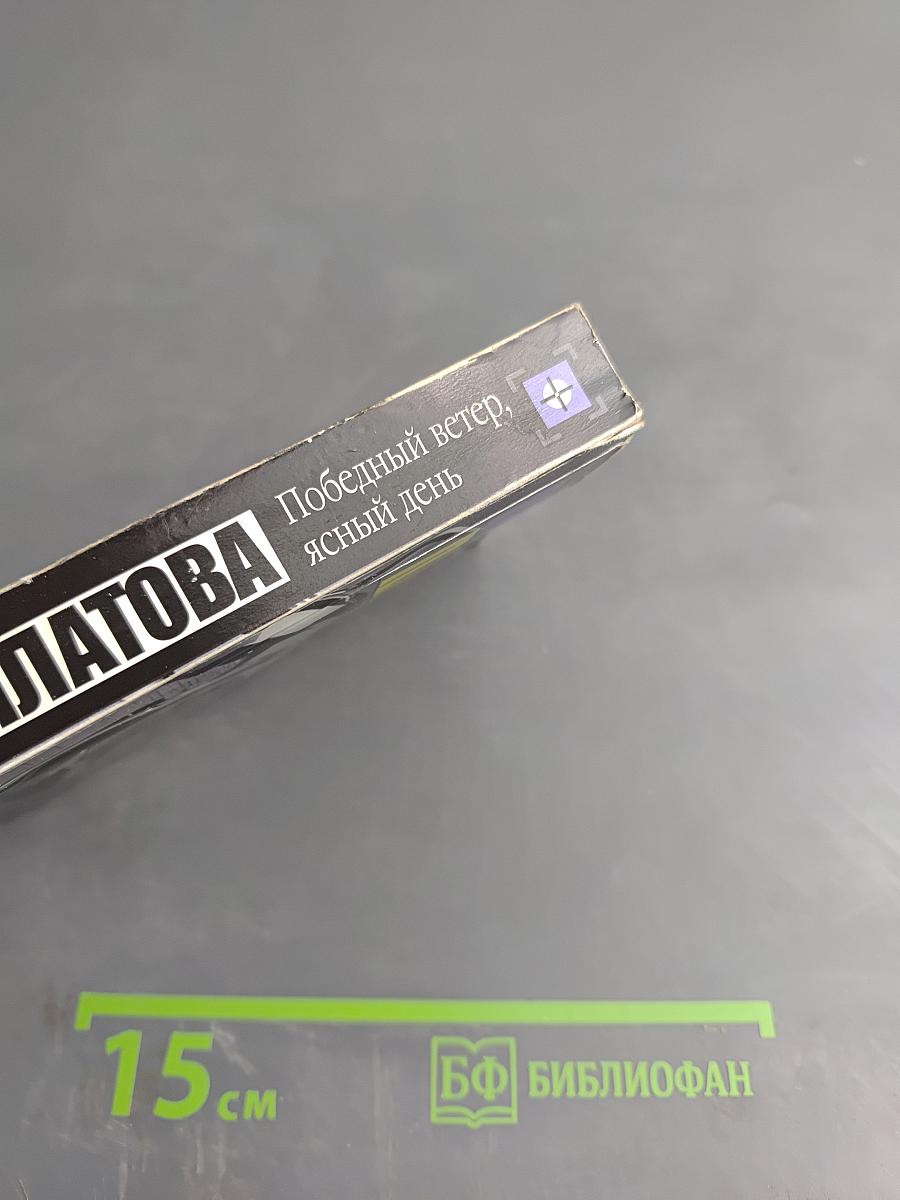 ЛАТОВА
Победный ветер,
ясный день
15 см
БФ БИБЛИОФАН